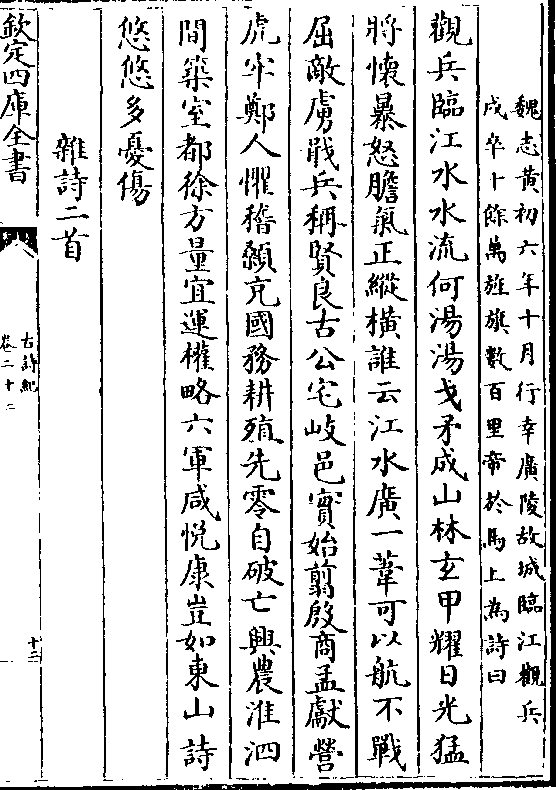 魏志黃初六年十月行幸廣陵故城臨江觀兵
戍卒十餘萬旌旗數百里帝於馬上為詩曰
觀兵臨江水水流何湯湯戈矛成山林玄甲耀日光猛
將懷暴怒膽氣正縱橫誰云江水廣一葦可以航不戰
屈敵虜戢兵稱賢良古公宅岐邑實始翦殷商孟獻營
虎牢鄭人懼稽顙充國務耕殖先零自破亡興農淮泗
間築室都徐方量宜運權略六軍咸悅康豈如東山詩
悠悠多憂傷
雜詩二首
欽定四庫全書
古詩紀
卷二十二
十三